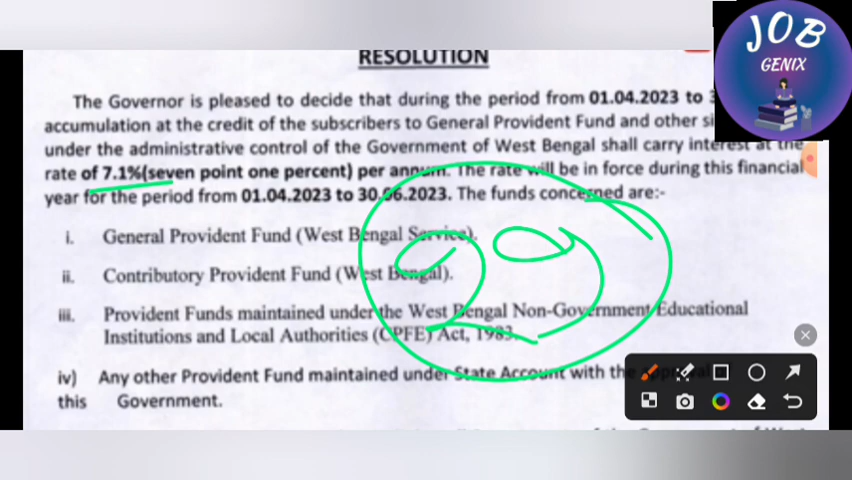 JOB
GENIX
RESOLUTION
The Governor is pleased to decide that during the period from 01.04.2023 to 3
accumulation at the credit of the subscribers to General Provident Fund and other si
under the administrative control of the Government of West Bengal shall carry interest at the
rate of 7.1%(seven point one percent) per annum. The rate will be in force during this financial
year for the period from 01.04.2023 to 30.06.2023. The funds concerned are:-
i. General Provident Fund (West Bengal Service).
ii. Contributory Provident Fund (West Bengal).
iii. Provident Funds maintained under the West Bengal Non-Government Educational
Institutions and Local Authorities (CPFE) Act, 1983.
iv) Any other Provident Fund maintained under State Account with the
this Government.